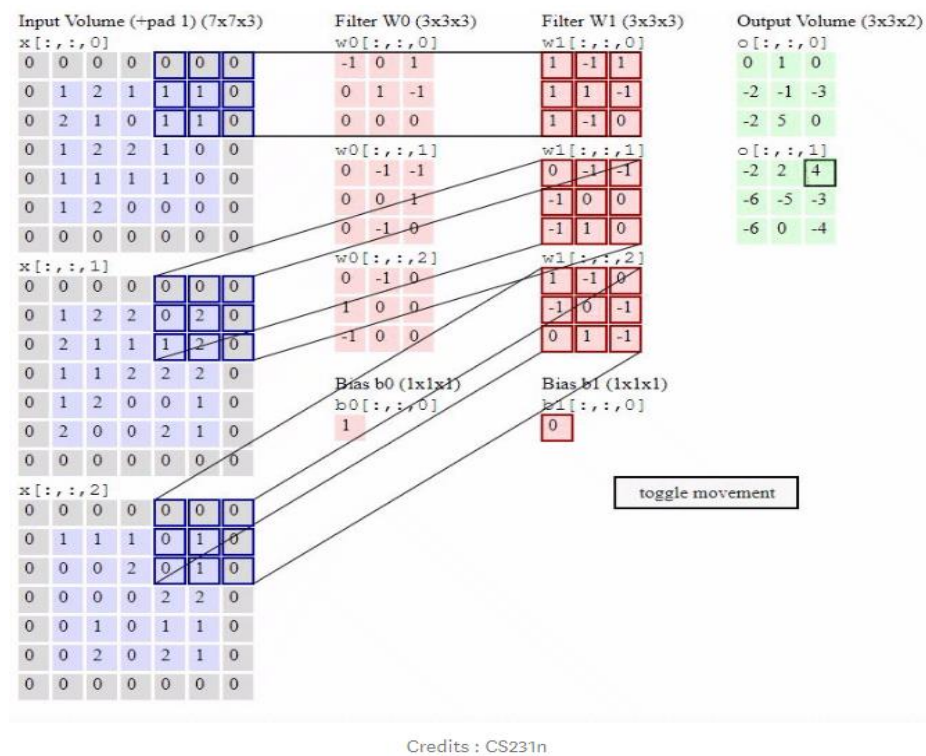 Input Volume (+pad 1) (7x7x3)
x[:,:,0]
0 0 0 0 0 0 0
0 1 2 1 1 1 0
0 2 1 0 1 1 0
0 1 2 2 1 0 0
0 1 1 1 1 0 0
0 1 2 0 0 0 0
0 0 0 0 0 0 0
x[:,:,1]
0 0 0 0 0 0 0
0 1 2 2 0 2 0
0 2 1 1 1 2 0
0 1 1 2 2 2 0
0 1 2 0 0 1 0
0 2 0 0 2 1 0
0 0 0 0 0 0 0
x[:,:,2]
0 0 0 0 0 0 0
0 1 1 1 0 1 0
0 0 0 2 0 1 0
0 0 0 0 2 2 0
0 0 1 0 1 1 0
0 0 2 0 2 1 0
0 0 0 0 0 0 0
Filter W0 (3x3x3)
w0[:,:,0]
-1 0 1
0 1 -1
0 0 0
w0[:,:,1]
0 -1 -1
0 0 1
0 -1 0
w0[:,:,2]
0 -1 0
1 0 0
-1 0 0
Bias b0 (1x1x1)
b0[:,:,0]
1
Filter W1 (3x3x3)
w1[:,:,0]
1 -1 1
1 1 -1
1 -1 0
w1[:,:,1]
0 -1 -1
-1 0 0
-1 1 0
w1[:,:,2]
1 -1 0
-1 0 -1
0 1 -1
Bias b1 (1x1x1)
b1[:,:,0]
0
Output Volume (3x3x2)
o[:,:,0]
0 1 0
-2 -1 -3
-2 5 0
o[:,:,1]
-2 2 4
-6 -5 -3
-6 0 -4
toggle movement
Credits : CS231n